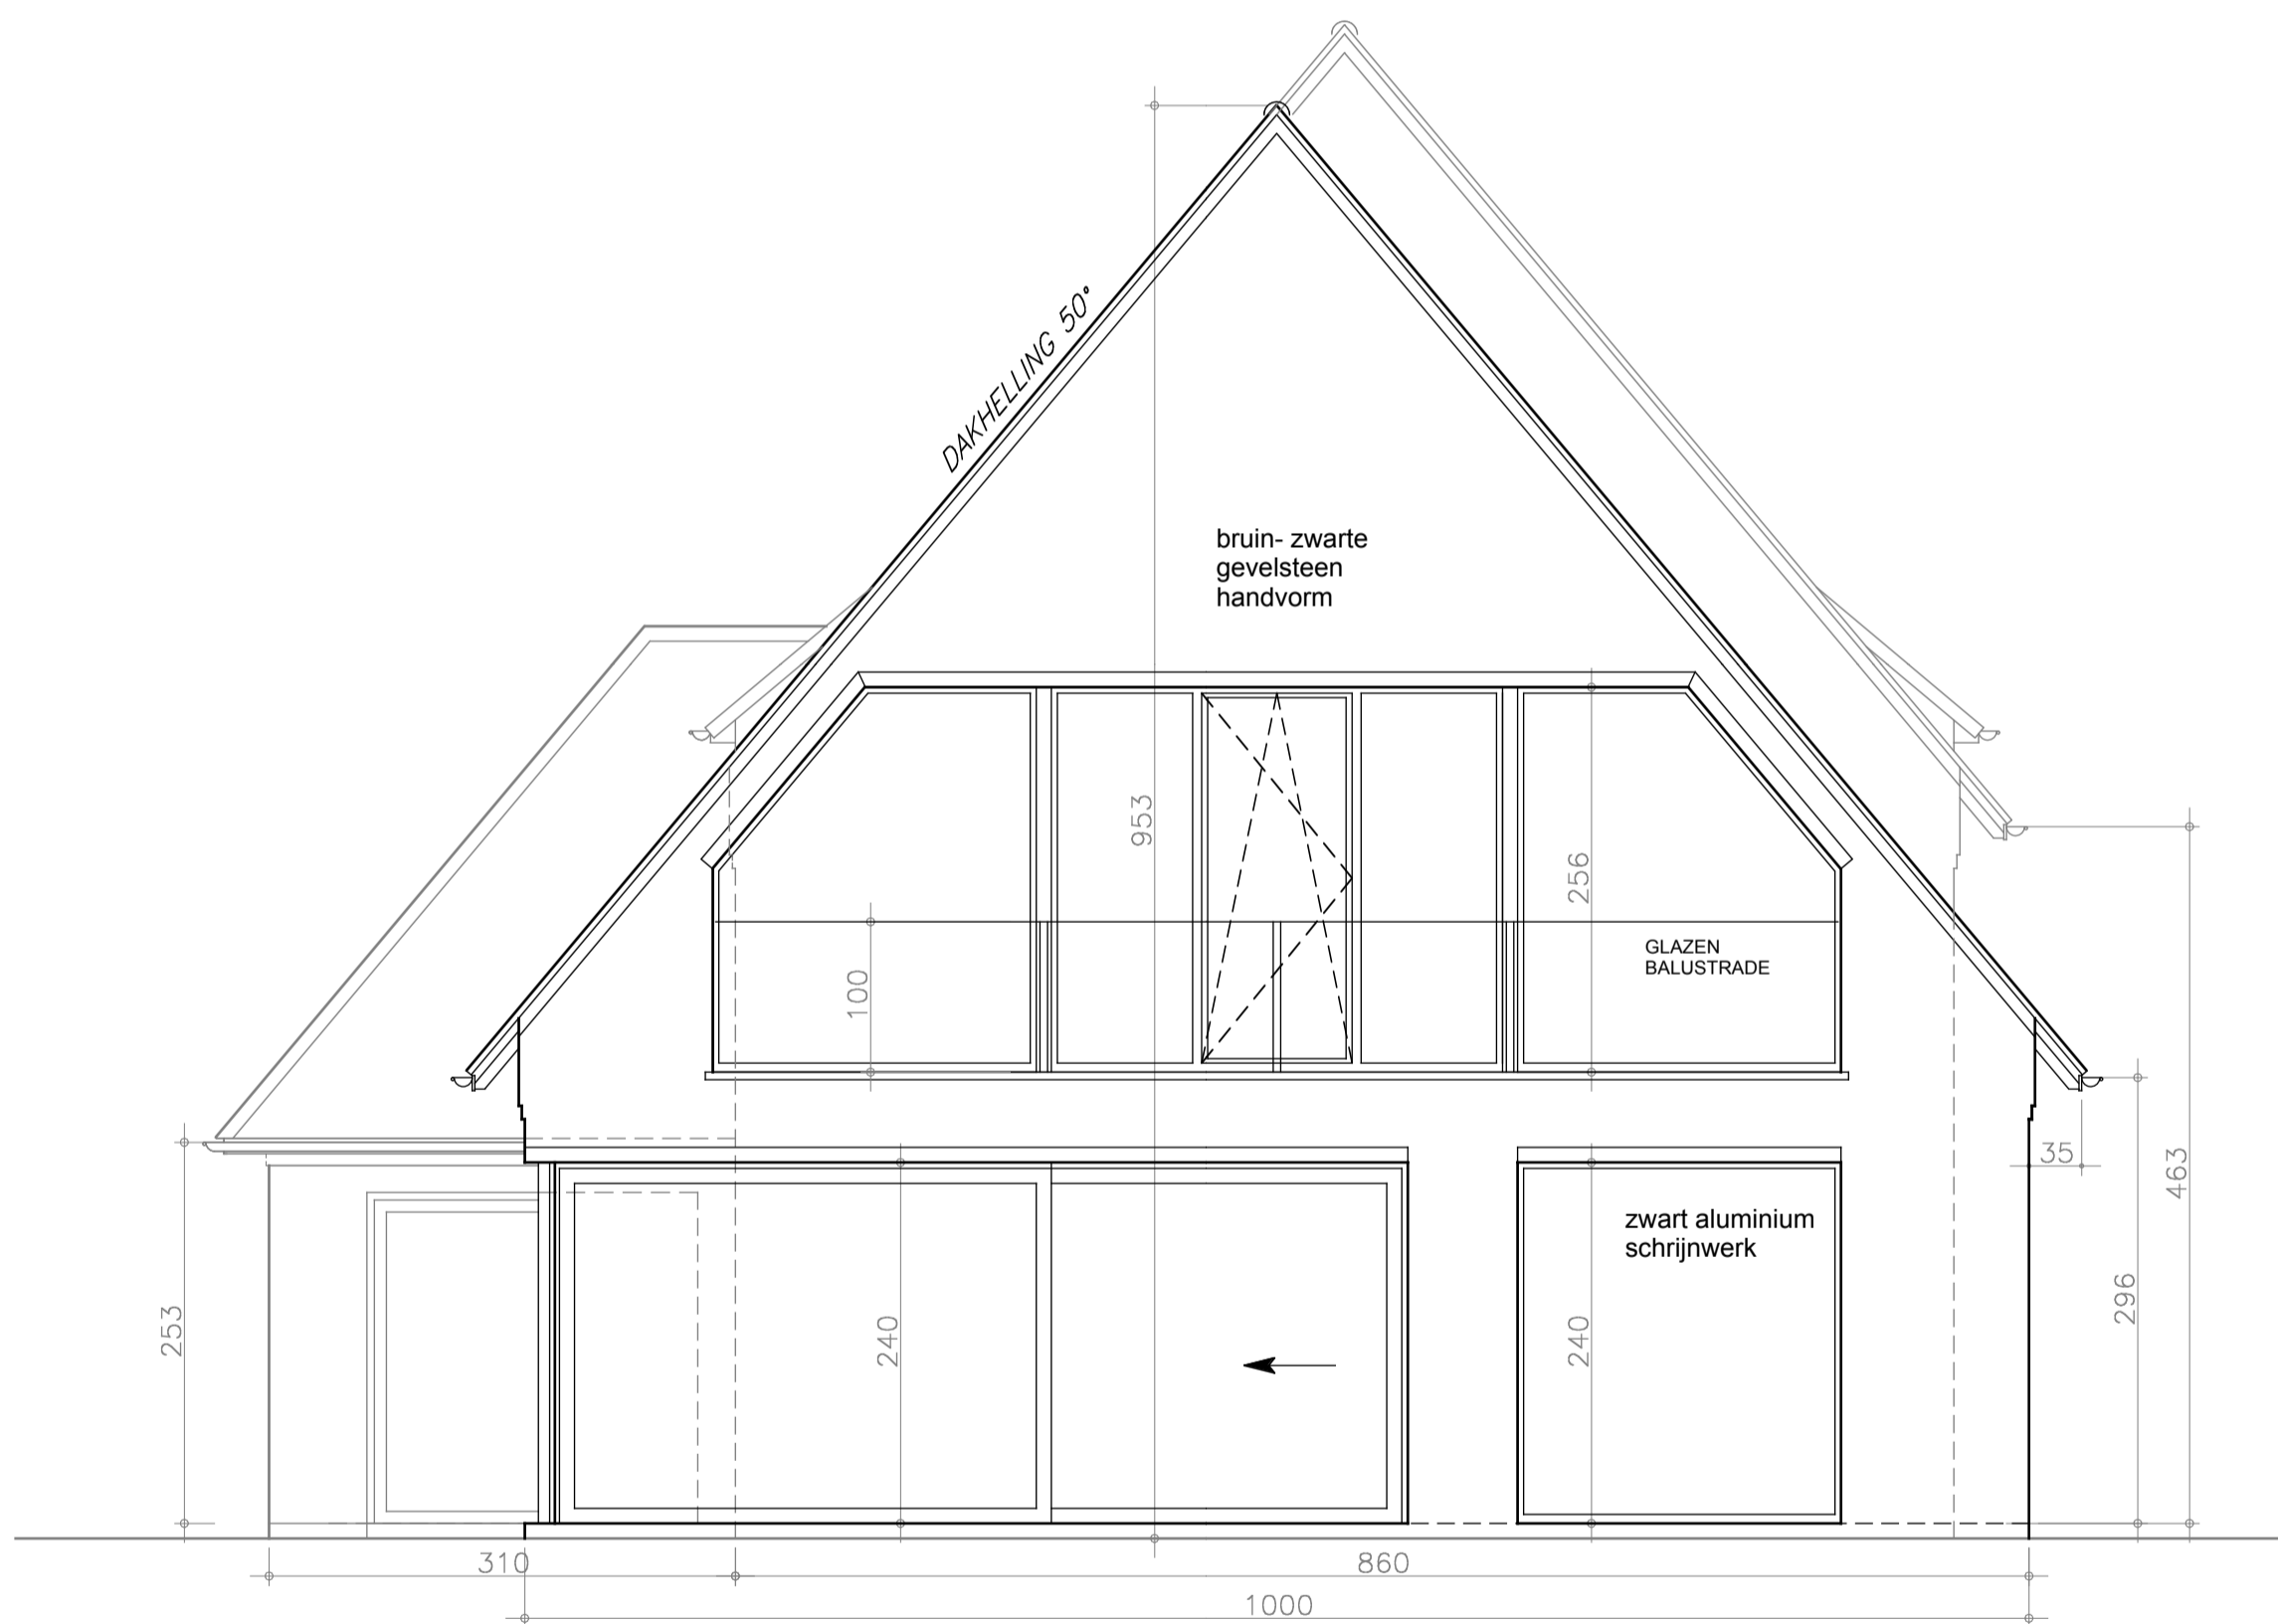 DAKHELLING 50°
bruin- zwarte
gevelsteen
handvorm
953
256
GLAZEN
BALUSTRADE
100
35
463
zwart aluminium
schrijnwerk
296
253
240
240
310
860
1000